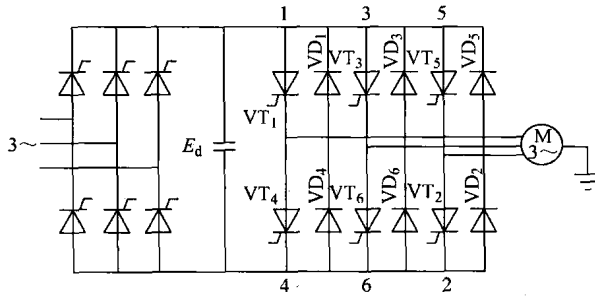 1 3 5
VD₁ VD₃ VD₅
VT₃ VT₅
VT₁
3~ E_d M
3~
VD₄ VD₆ VD₂
VT₄ VT₆ VT₂
4 6 2